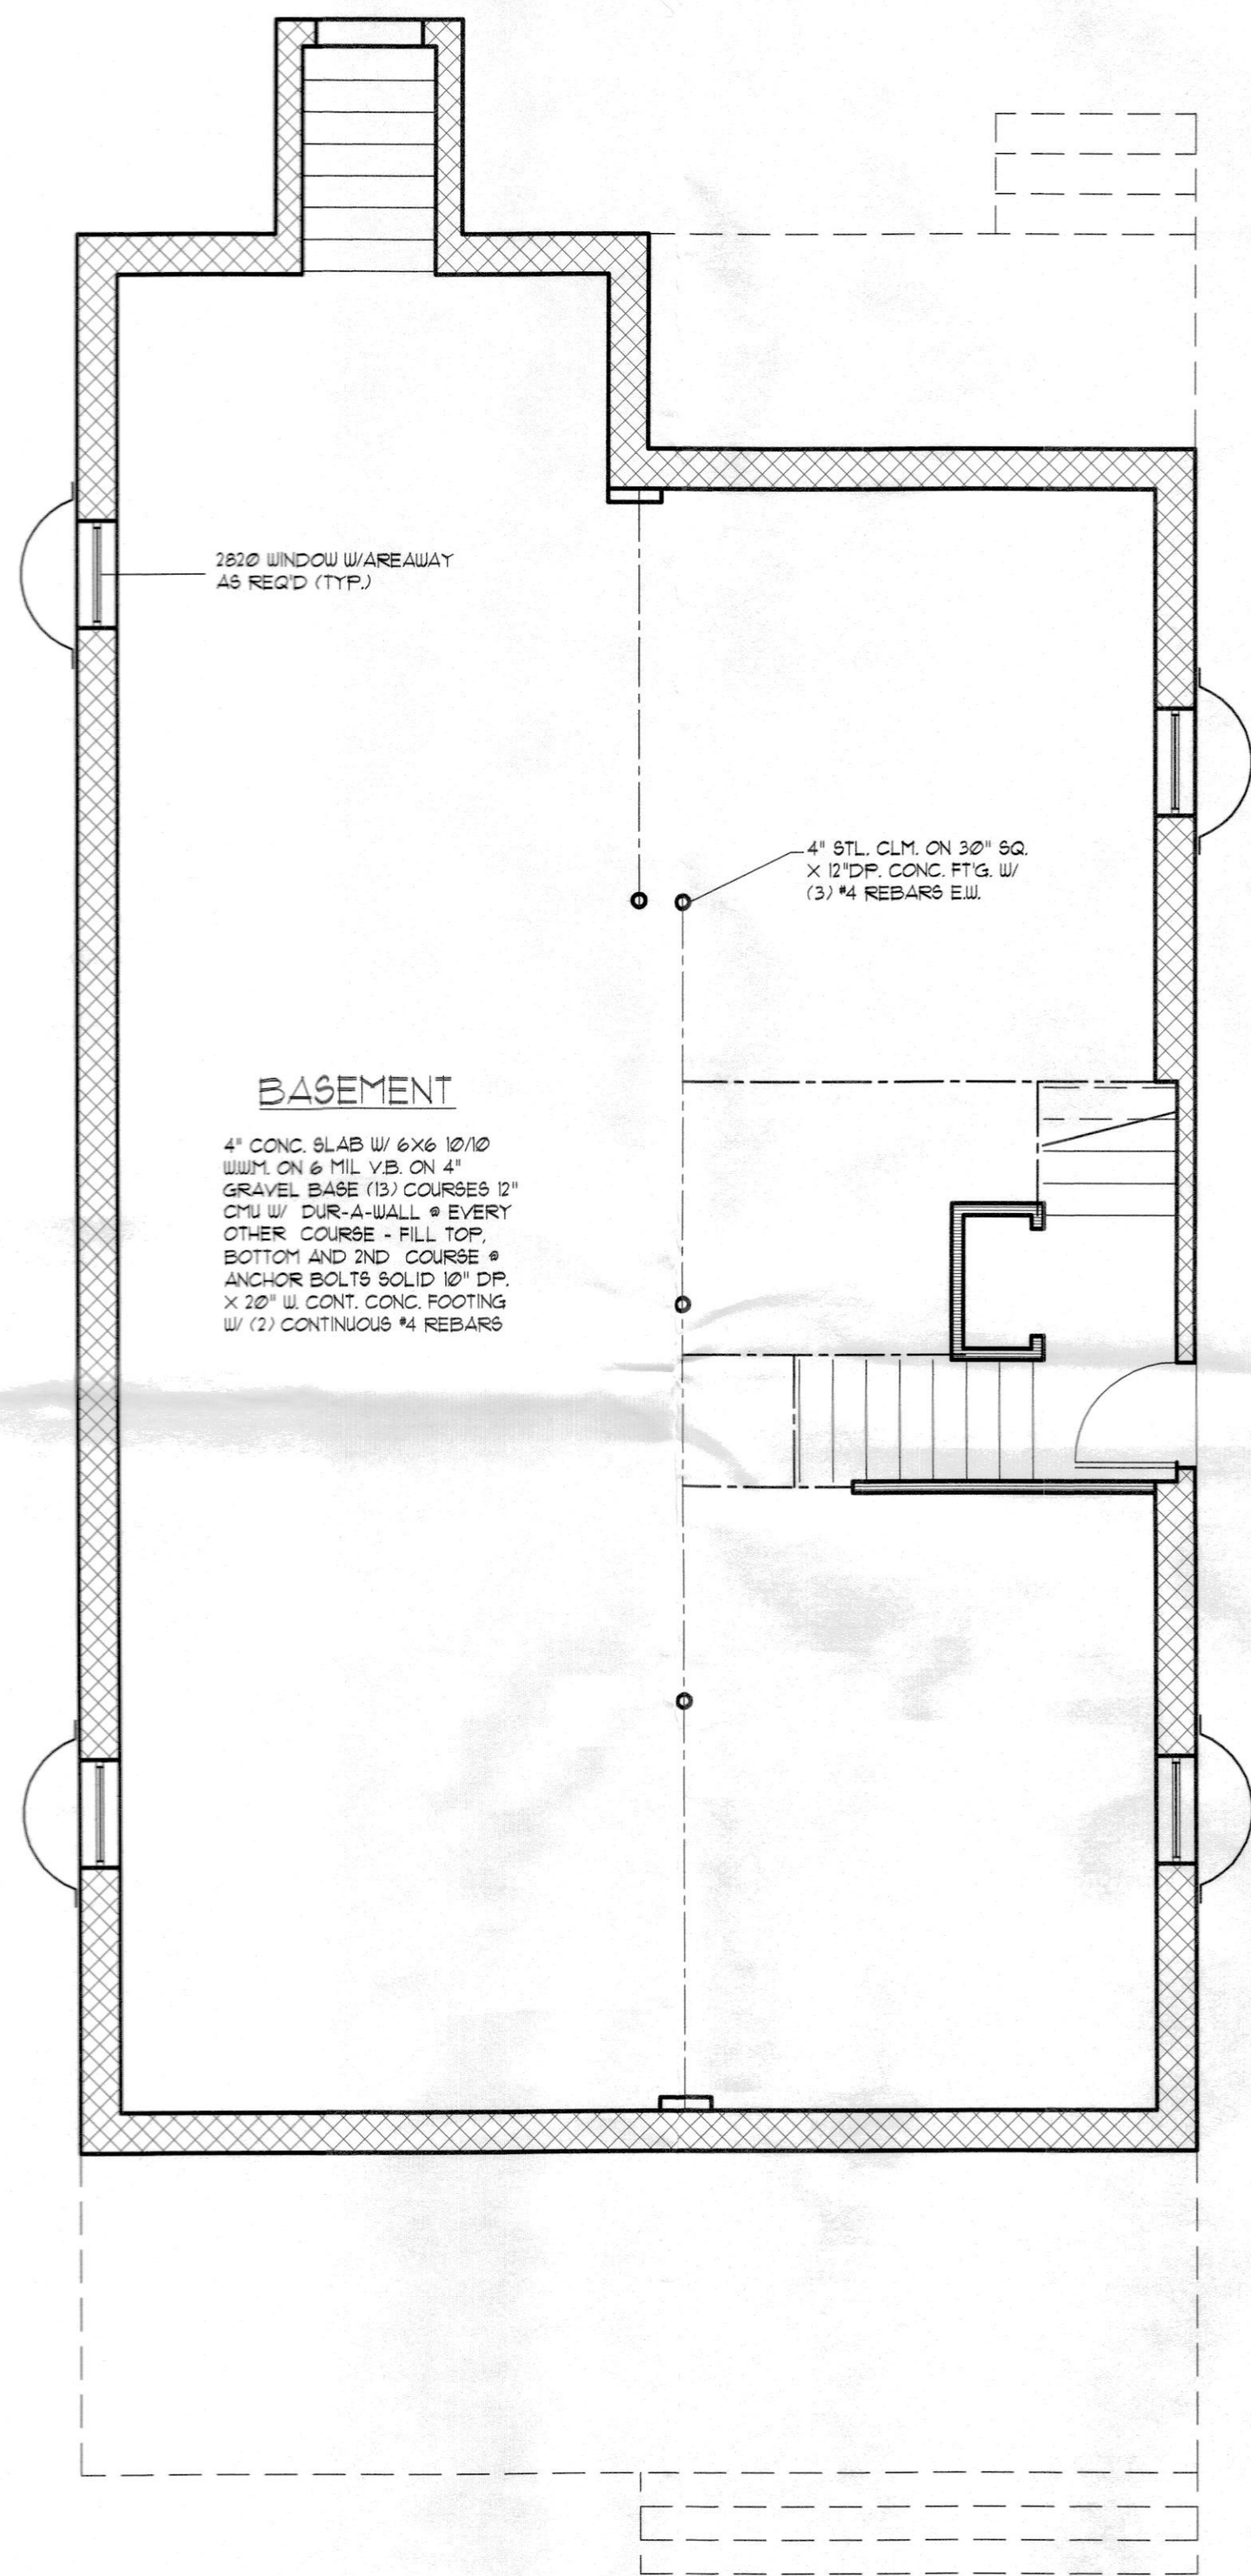 2820 WINDOW W/AREAWAY
AS REQ'D (TYP.)
4" STL. CLM. ON 30" SQ.
X 12"DP. CONC. FT'G. W/
(3) #4 REBARS E.W.
BASEMENT
4" CONC. SLAB W/ 6X6 10/10
W.W.M. ON 6 MIL V.B. ON 4"
GRAVEL BASE (13) COURSES 12"
CMU W/ DUR-A-WALL @ EVERY
OTHER COURSE - FILL TOP,
BOTTOM AND 2ND COURSE @
ANCHOR BOLTS SOLID 10" DP.
X 20" W. CONT. CONC. FOOTING
W/ (2) CONTINUOUS #4 REBARS